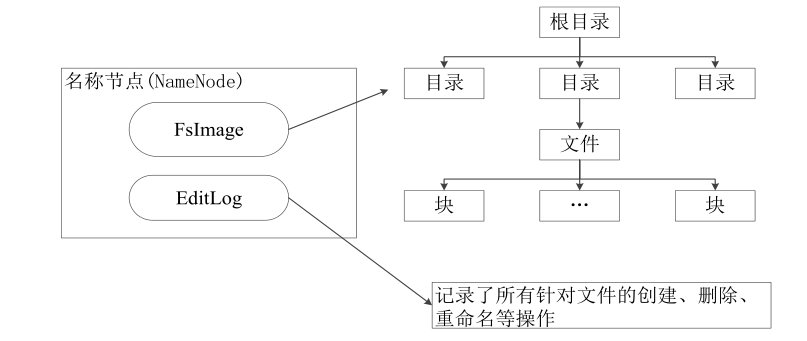 根目录
名称节点(NameNode)
目录
目录
目录
FsImage
文件
EditLog
块
…
块
记录了所有针对文件的创建、删除、
重命名等操作